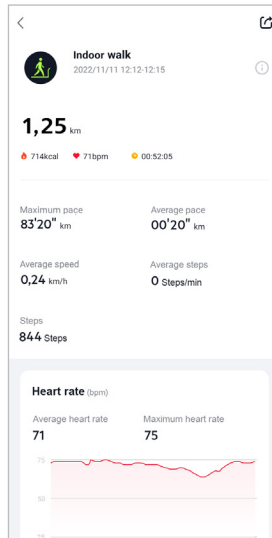 Indoor walk
2022/11/11 12:12-12:15
1,25 km
714kcal 71bpm 00:52:05
Maximum pace Average pace
83'20" km 00'20" km
Average speed Average steps
0,24 km/h 0 Steps/min
Steps
844 Steps
Heart rate (bpm)
Average heart rate Maximum heart rate
71 75
75
50
25